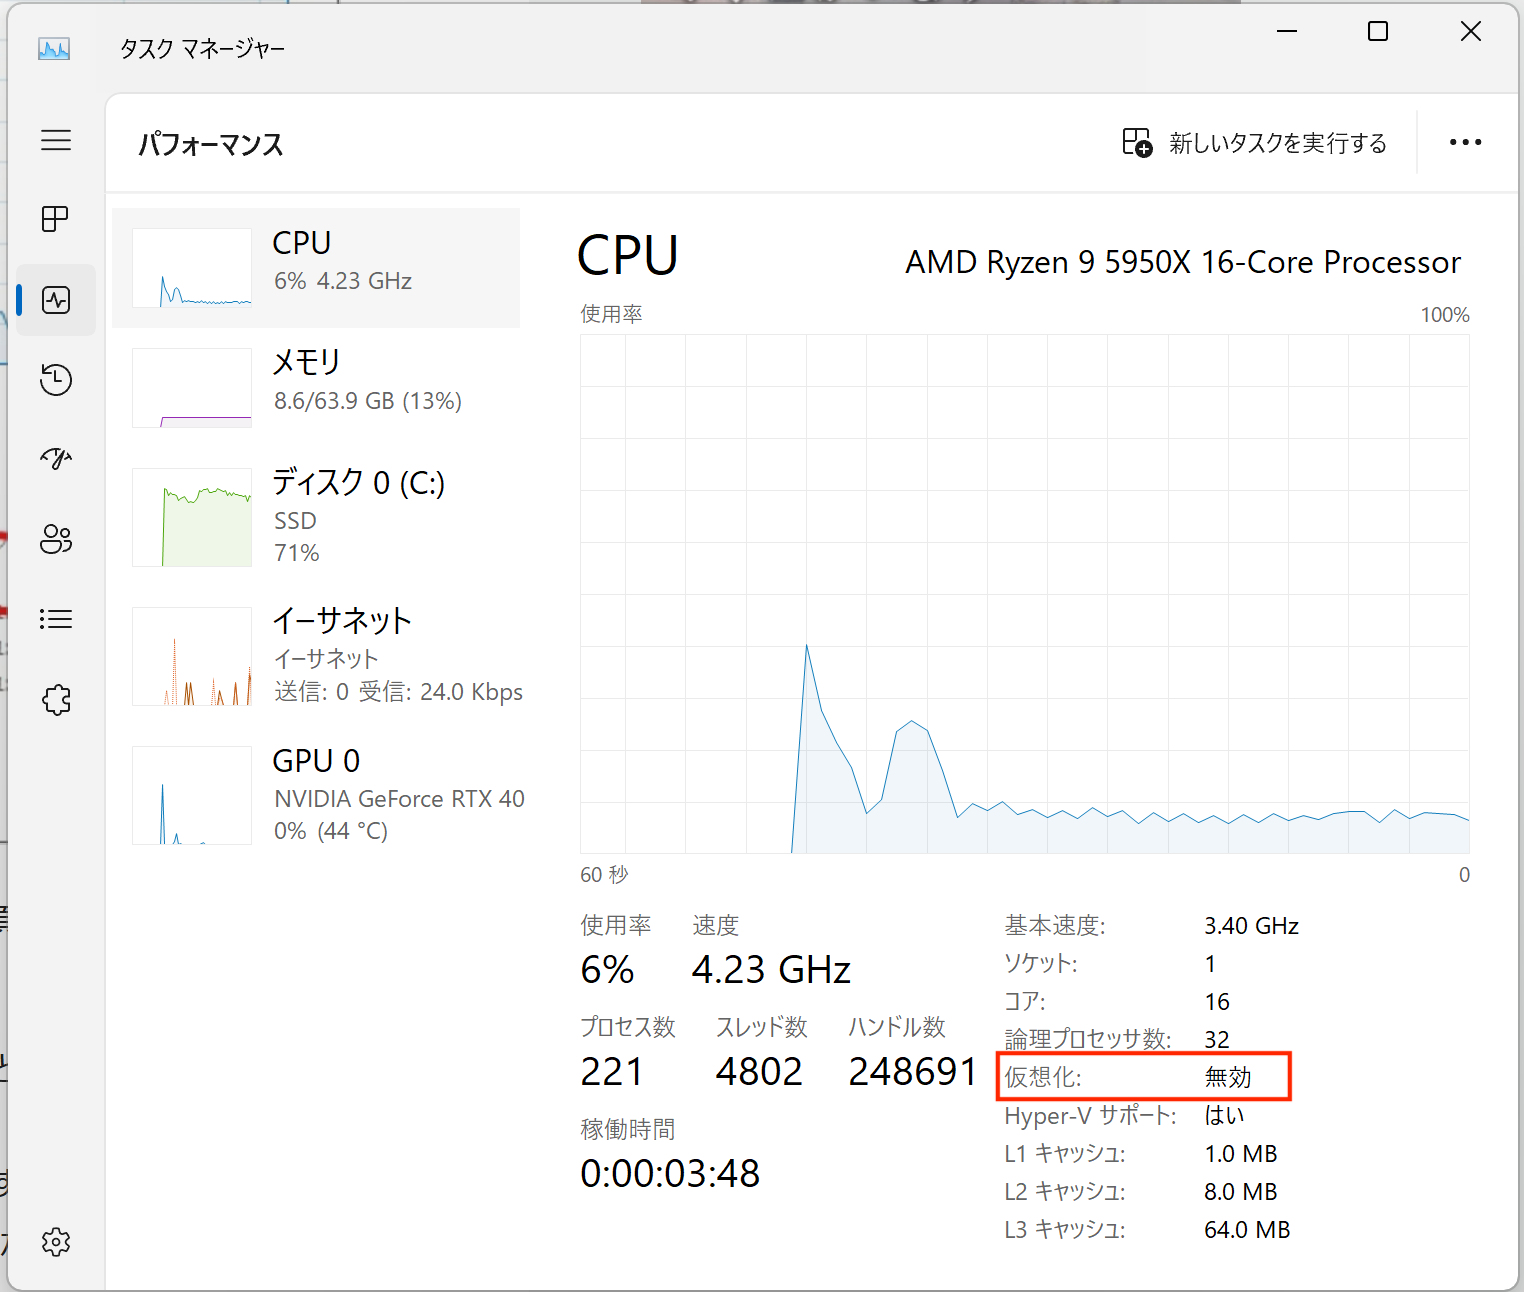 タスク マネージャー
パフォーマンス
新しいタスクを実行する
CPU
6% 4.23 GHz
メモリ
8.6/63.9 GB (13%)
ディスク 0 (C:)
SSD
71%
イーサネット
イーサネット
送信: 0 受信: 24.0 Kbps
GPU 0
NVIDIA GeForce RTX 40
0% (44 °C)
CPU
AMD Ryzen 9 5950X 16-Core Processor
使用率 100%
60 秒 0
使用率 速度
6% 4.23 GHz
プロセス数 スレッド数 ハンドル数
221 4802 248691
稼働時間
0:00:03:48
基本速度: 3.40 GHz
ソケット: 1
コア: 16
論理プロセッサ数: 32
仮想化: 無効
Hyper-V サポート: はい
L1 キャッシュ: 1.0 MB
L2 キャッシュ: 8.0 MB
L3 キャッシュ: 64.0 MB